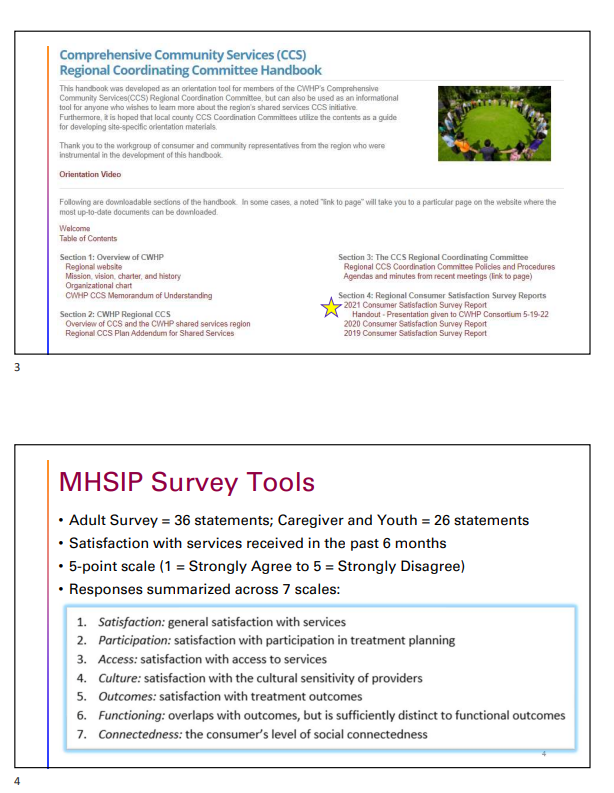 Comprehensive Community Services (CCS)
Regional Coordinating Committee Handbook
This handbook was developed as an orientation tool for members of the CWHP's Comprehensive
Community Services(CCS) Regional Coordination Committee, but can also be used as an informational
tool for anyone who wishes to learn more about the region's shared services CCS initiative.
Furthermore, it is hoped that local county CCS Coordination Committees utilize the contents as a guide
for developing site-specific orientation materials.
Thank you to the workgroup of consumer and community representatives from the region who were
instrumental in the development of this handbook.
Orientation Video
Following are downloadable sections of the handbook. In some cases, a noted "link to page" will take you to a particular page on the website where the
most up-to-date documents can be downloaded.
Welcome
Table of Contents
Section 1: Overview of CWHP
Regional website
Mission, vision, charter, and history
Organizational chart
CWHP CCS Memorandum of Understanding
Section 2: CWHP Regional CCS
Overview of CCS and the CWHP shared services region
Regional CCS Plan Addendum for Shared Services
Section 3: The CCS Regional Coordinating Committee
Regional CCS Coordination Committee Policies and Procedures
Agendas and minutes from recent meetings (link to page)
Section 4: Regional Consumer Satisfaction Survey Reports
2021 Consumer Satisfaction Survey Report
Handout - Presentation given to CWHP Consortium 5-19-22
2020 Consumer Satisfaction Survey Report
2019 Consumer Satisfaction Survey Report
3
MHSIP Survey Tools
• Adult Survey = 36 statements; Caregiver and Youth = 26 statements
• Satisfaction with services received in the past 6 months
• 5-point scale (1 = Strongly Agree to 5 = Strongly Disagree)
• Responses summarized across 7 scales:
1. Satisfaction: general satisfaction with services
2. Participation: satisfaction with participation in treatment planning
3. Access: satisfaction with access to services
4. Culture: satisfaction with the cultural sensitivity of providers
5. Outcomes: satisfaction with treatment outcomes
6. Functioning: overlaps with outcomes, but is sufficiently distinct to functional outcomes
7. Connectedness: the consumer's level of social connectedness
4
4